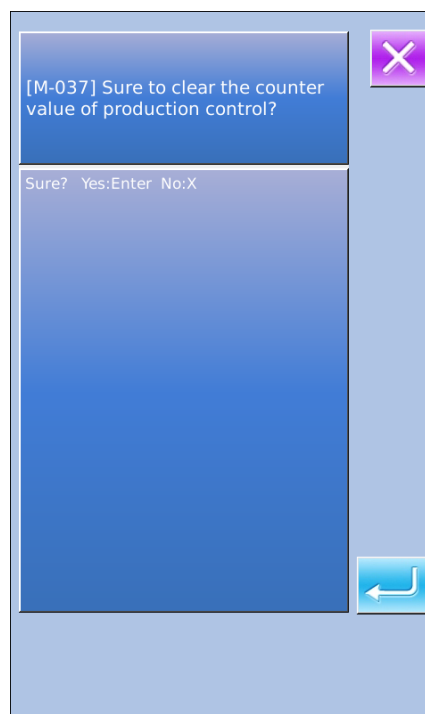 [M-037] Sure to clear the counter
value of production control?
Sure? Yes:Enter No:X